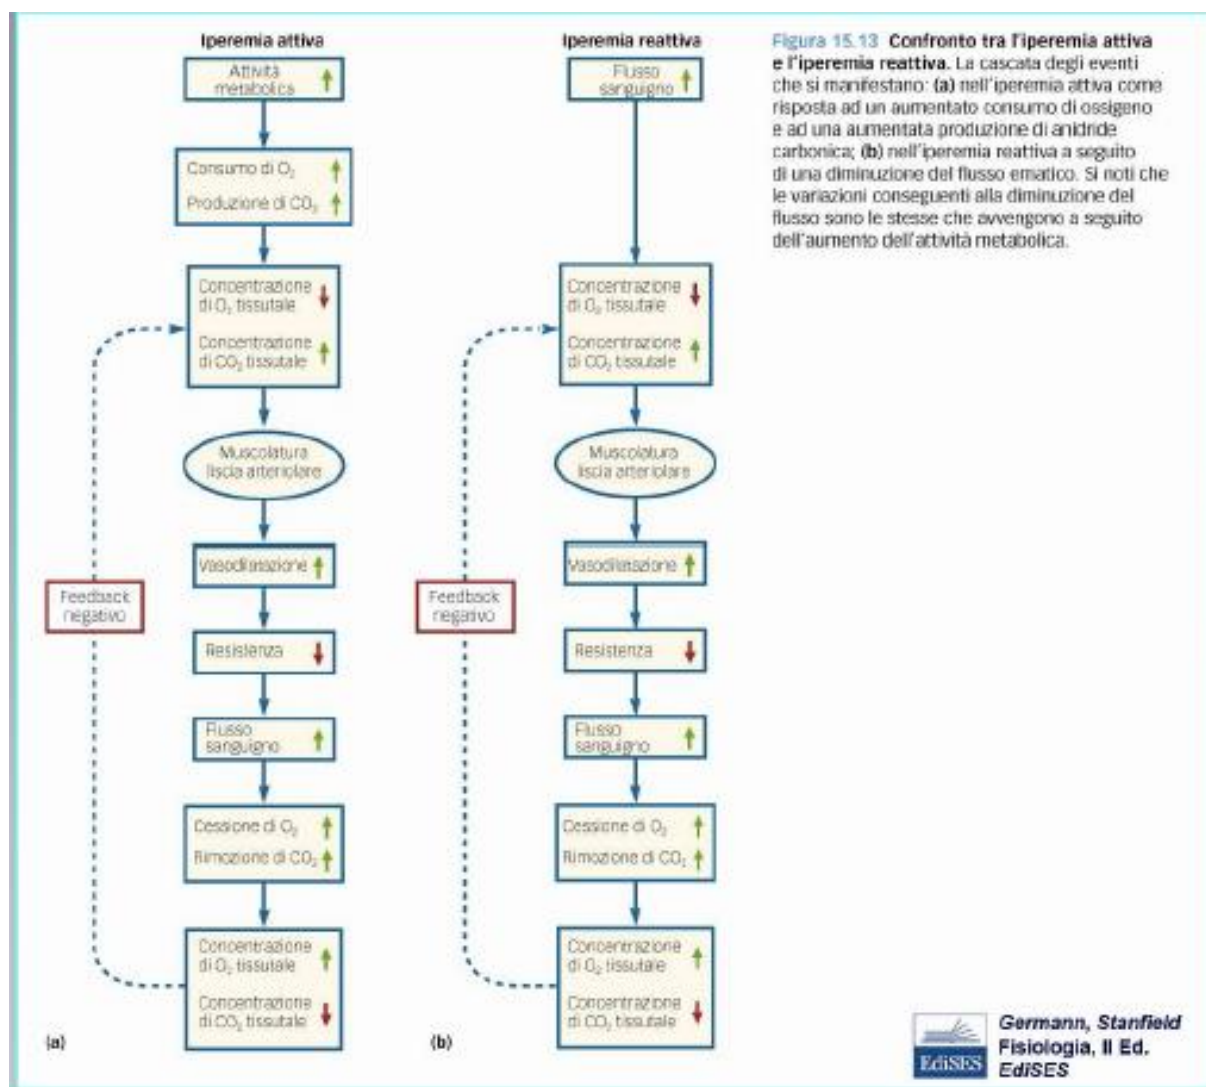 Iperemia attiva
Attività
metabolica
Consumo di O₂
Produzione di CO₂
Concentrazione
di O₂ tissutale
Concentrazione
di CO₂ tissutale
Muscolatura
liscia arteriolare
Vasodilatazione
Feedback
negativo
Resistenza
Flusso
sanguigno
Cessione di O₂
Rimozione di CO₂
Concentrazione
di O₂ tissutale
Concentrazione
di CO₂ tissutale
(a)
Iperemia reattiva
Flusso
sanguigno
Concentrazione
di O₂ tissutale
Concentrazione
di CO₂ tissutale
Muscolatura
liscia arteriolare
Vasodilatazione
Feedback
negativo
Resistenza
Flusso
sanguigno
Cessione di O₂
Rimozione di CO₂
Concentrazione
di O₂ tissutale
Concentrazione
di CO₂ tissutale
(b)
Figura 15.13 Confronto tra l'iperemia attiva
e l'iperemia reattiva. La cascata degli eventi
che si manifestano: (a) nell'iperemia attiva come
risposta ad un aumentato consumo di ossigeno
e ad una aumentata produzione di anidride
carbonica; (b) nell'iperemia reattiva a seguito
di una diminuzione del flusso ematico. Si noti che
le variazioni conseguenti alla diminuzione del
flusso sono le stesse che avvengono a seguito
dell'aumento dell'attività metabolica.
EdiSES
Germann, Stanfield
Fisiologia, II Ed.
EdiSES